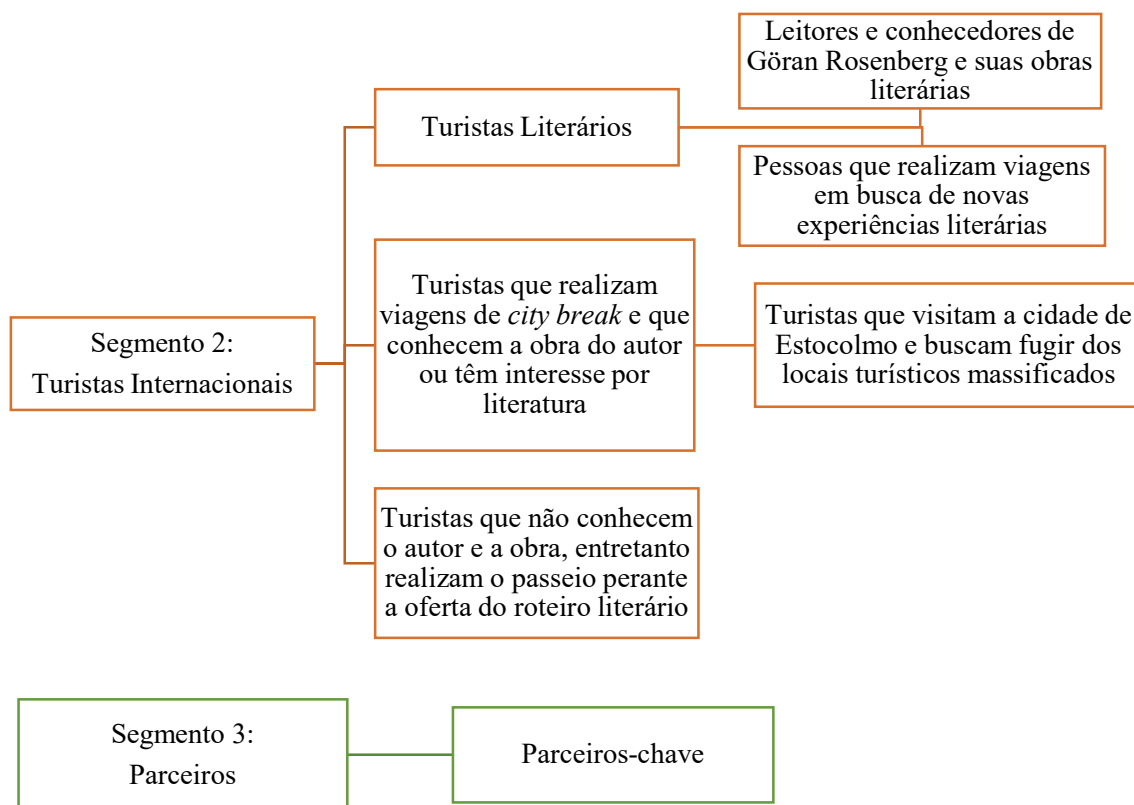 Leitores e conhecedores de
Göran Rosenberg e suas obras
literárias
Turistas Literários
Pessoas que realizam viagens
em busca de novas
experiências literárias
Segmento 2:
Turistas Internacionais
Turistas que realizam
viagens de city break e que
conhecem a obra do autor
ou têm interesse por
literatura
Turistas que visitam a cidade de
Estocolmo e buscam fugir dos
locais turísticos massificados
Turistas que não conhecem
o autor e a obra, entretanto
realizam o passeio perante
a oferta do roteiro literário
Segmento 3:
Parceiros
Parceiros-chave